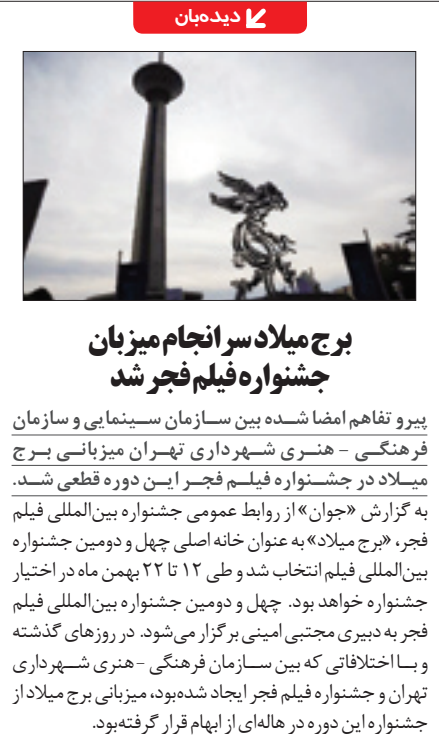 دیده‌بان
برج میلاد سرانجام میزبان
جشنواره فیلم فجر شد
پیرو تفاهم امضا شده بین سازمان سینمایی و سازمان
فرهنگی - هنری شهرداری تهران میزبانی برج
میلاد در جشنواره فیلم فجر این دوره قطعی شد.
به گزارش «جوان» از روابط عمومی جشنواره بین‌المللی فیلم
فجر، «برج میلاد» به عنوان خانه اصلی چهل و دومین جشنواره
بین‌المللی فیلم انتخاب شد و طی ۱۲ تا ۲۲ بهمن ماه در اختیار
جشنواره خواهد بود. چهل و دومین جشنواره بین‌المللی فیلم
فجر به دبیری مجتبی امینی برگزار می‌شود. در روزهای گذشته
و با اختلافاتی که بین سازمان فرهنگی - هنری شهرداری
تهران و جشنواره فیلم فجر ایجاد شده‌بود، میزبانی برج میلاد از
جشنواره این دوره در هاله‌ای از ابهام قرار گرفته‌بود.